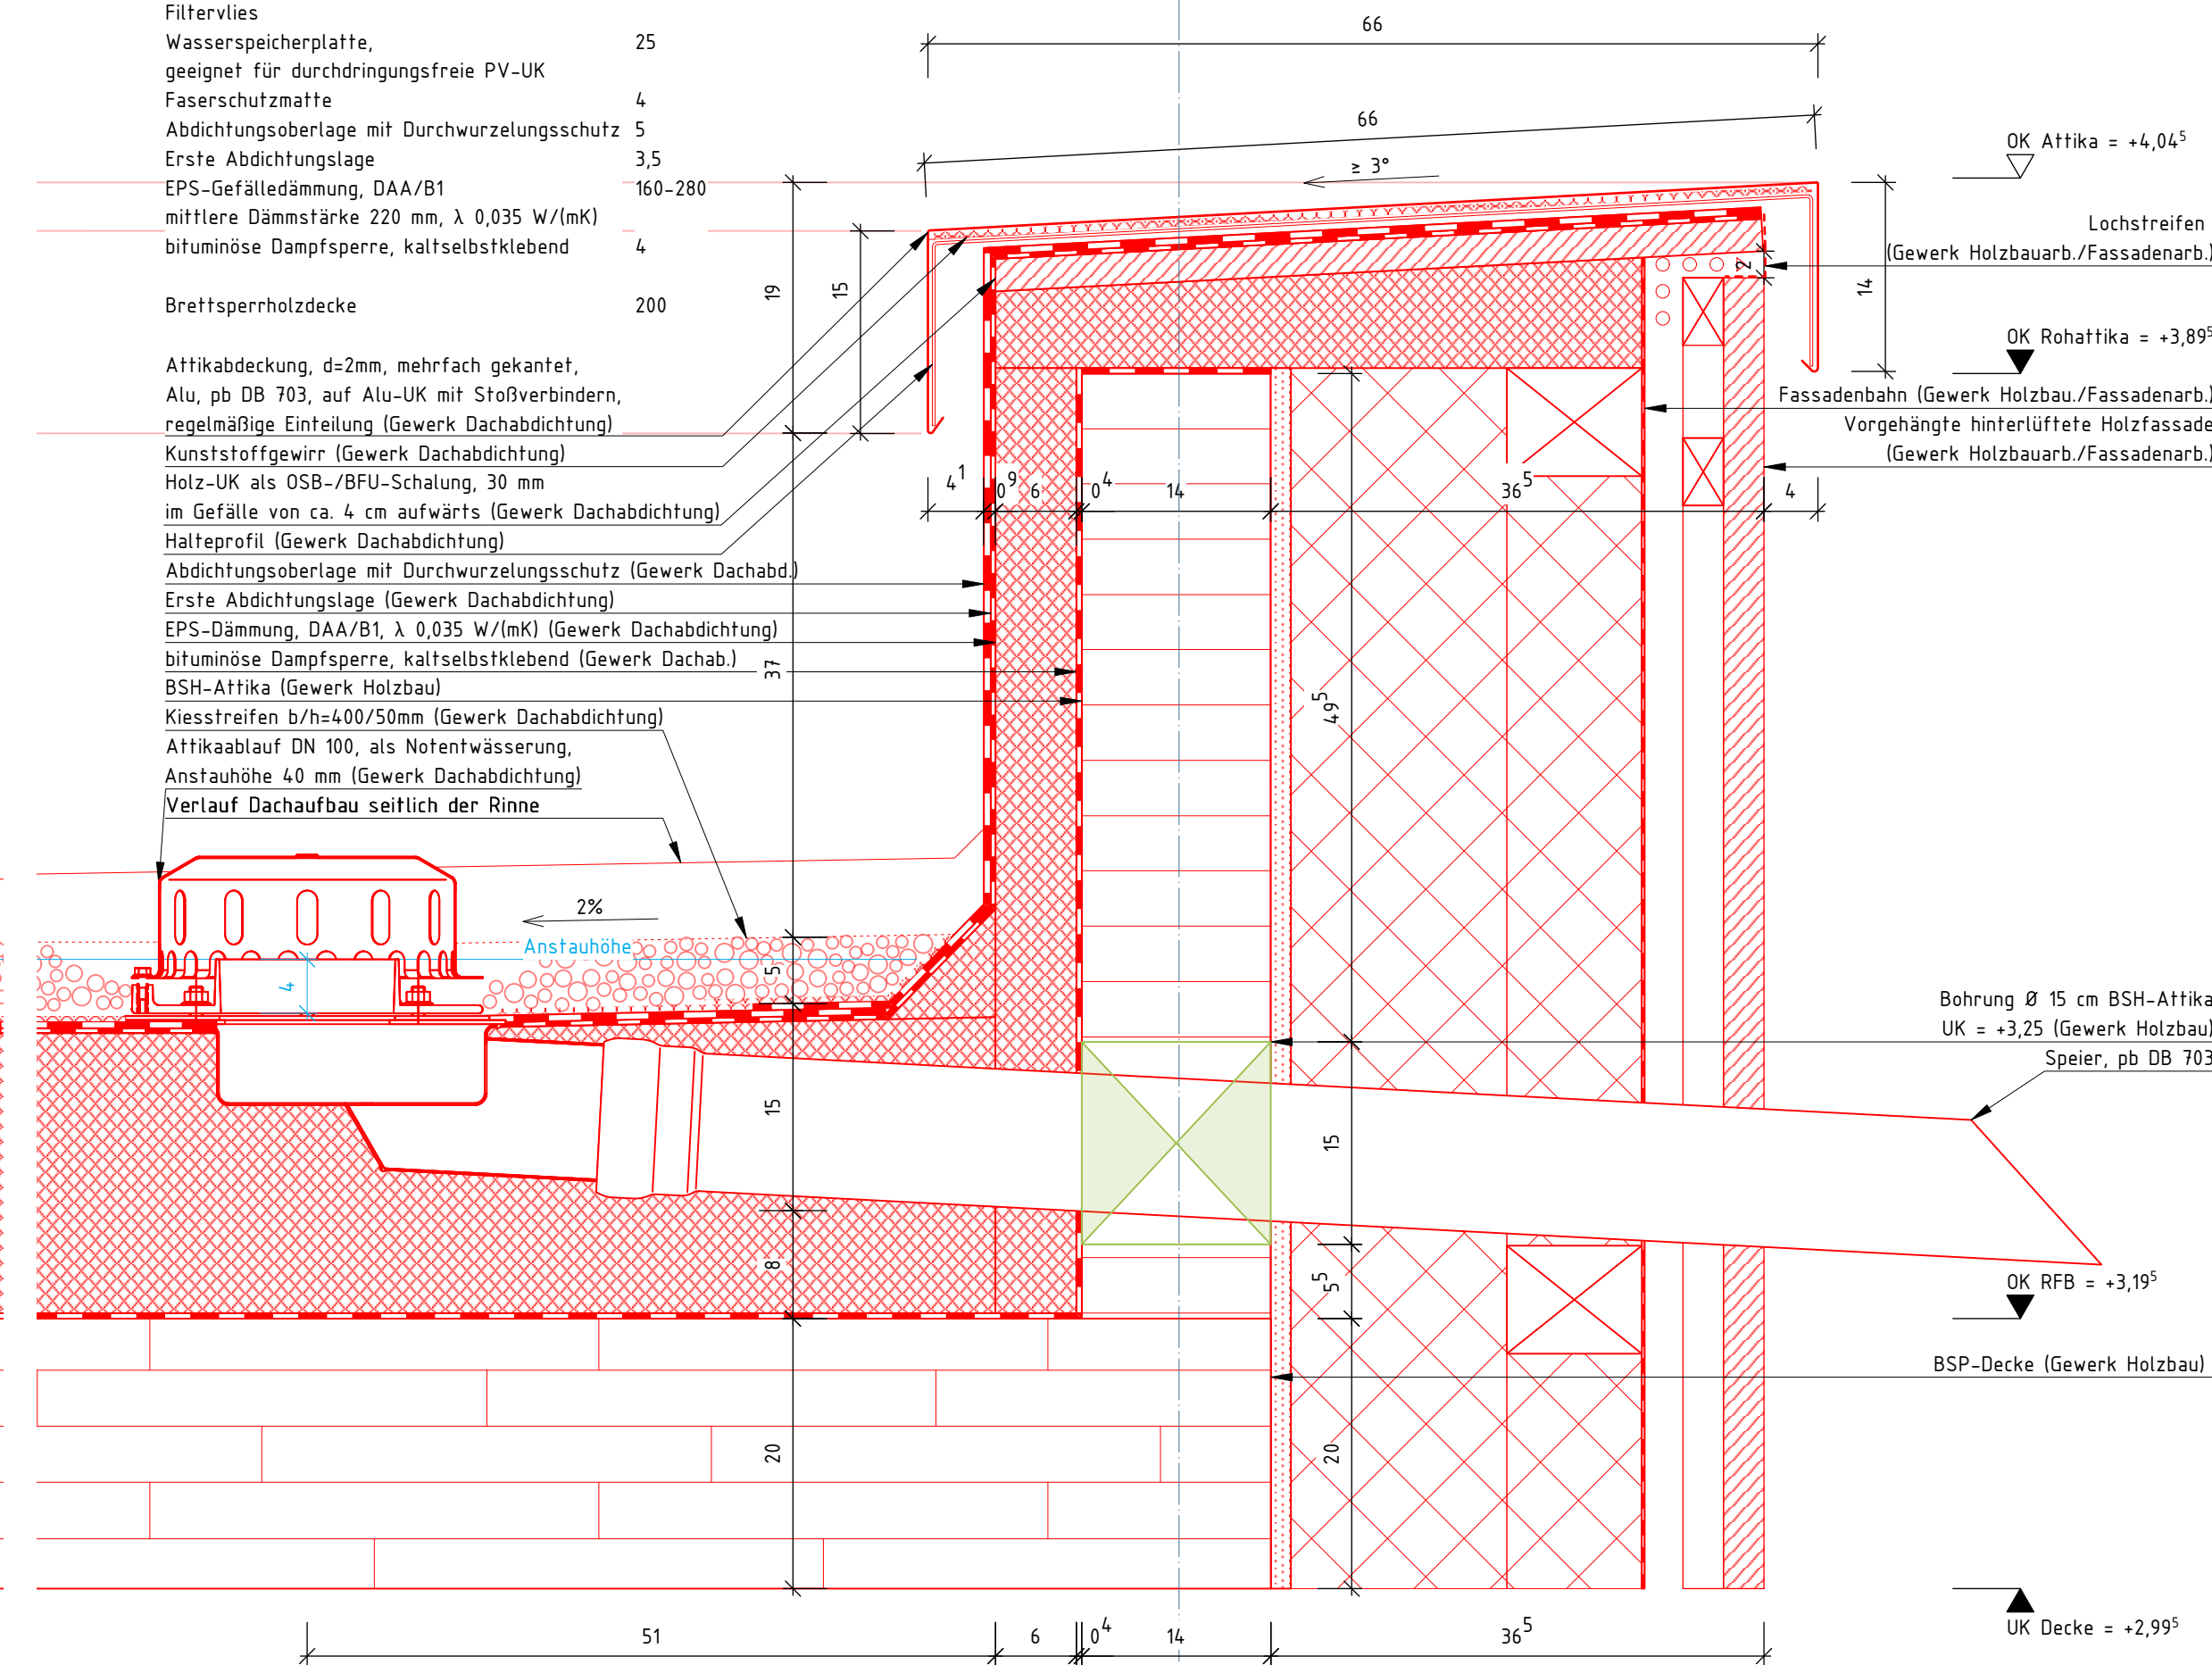 Filtervlies
Wasserspeicherplatte, 25
geeignet für durchdringungsfreie PV-UK
Faserschutzmatte 4
Abdichtungsoberlage mit Durchwurzelungsschutz 5
Erste Abdichtungslage 3,5
EPS-Gefälledämmung, DAA/B1 160-280
mittlere Dämmstärke 220 mm, λ 0,035 W/(mK)
bituminöse Dampfsperre, kaltselbstklebend 4
Brettsperrholzdecke 200
Attikabdeckung, d=2mm, mehrfach gekantet,
Alu, pb DB 703, auf Alu-UK mit Stoßverbindern,
regelmäßige Einteilung (Gewerk Dachabdichtung)
Kunststoffgewirr (Gewerk Dachabdichtung)
Holz-UK als OSB-/BFU-Schalung, 30 mm
im Gefälle von ca. 4 cm aufwärts (Gewerk Dachabdichtung)
Halteprofil (Gewerk Dachabdichtung)
Abdichtungsoberlage mit Durchwurzelungsschutz (Gewerk Dachabd.)
Erste Abdichtungslage (Gewerk Dachabdichtung)
EPS-Dämmung, DAA/B1, λ 0,035 W/(mK) (Gewerk Dachabdichtung)
bituminöse Dampfsperre, kaltselbstklebend (Gewerk Dachab.)
BSH-Attika (Gewerk Holzbau)
Kiesstreifen b/h=400/50mm (Gewerk Dachabdichtung)
Attikaablauf DN 100, als Notentwässerung,
Anstauhöhe 40 mm (Gewerk Dachabdichtung)
Verlauf Dachaufbau seitlich der Rinne
2%
Anstauhöhe
4
66
66
≥ 3°
19
15
37
5
15
8
20
14
2
4¹ 0⁹ 6 0⁴ 14 36⁵ 4
49⁵
15
5⁵
20
OK Attika = +4,04⁵
Lochstreifen
(Gewerk Holzbauarb./Fassadenarb.)
OK Rohattika = +3,89⁵
Fassadenbahn (Gewerk Holzbau./Fassadenarb.)
Vorgehängte hinterlüftete Holzfassade
(Gewerk Holzbauarb./Fassadenarb.)
Bohrung Ø 15 cm BSH-Attika
UK = +3,25 (Gewerk Holzbau)
Speier, pb DB 703
OK RFB = +3,19⁵
BSP-Decke (Gewerk Holzbau)
UK Decke = +2,99⁵
51 6 0⁴ 14 36⁵